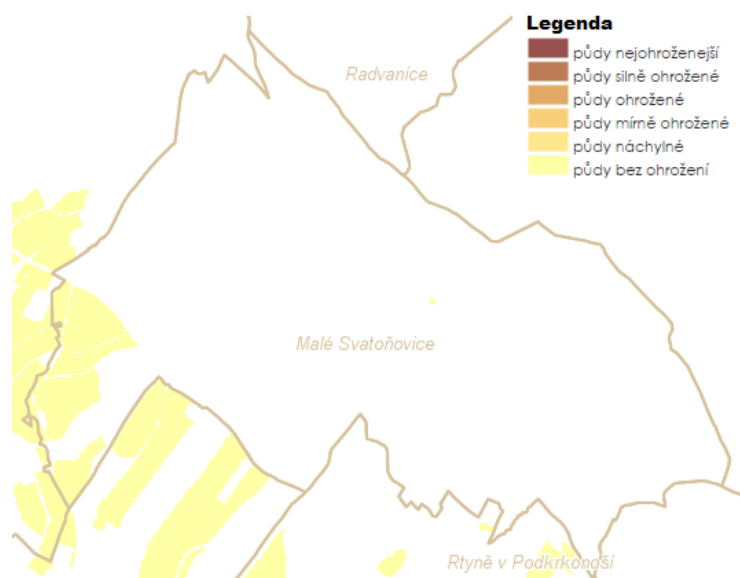 Legenda
půdy nejohroženejší
půdy silně ohrožené
půdy ohrožené
půdy mírně ohrožené
půdy náchylné
půdy bez ohrožení
Radvanice
Malé Svatoňovice
Rtyně v Podkrkonoší